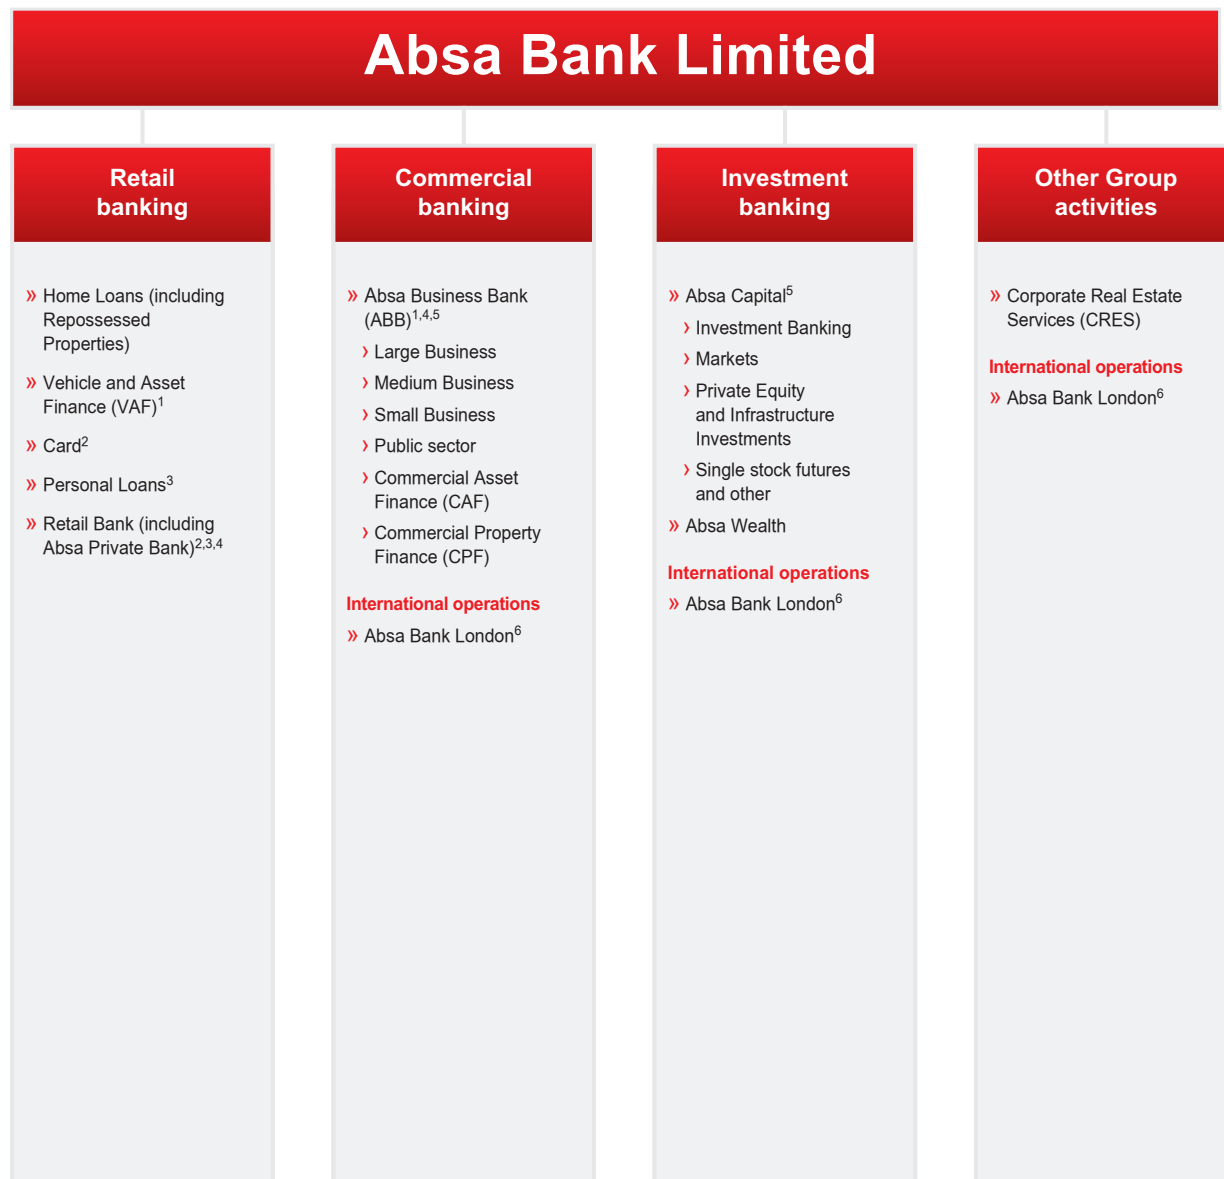 Absa Bank Limited
Retail
banking
» Home Loans (including
Repossessed
Properties)
» Vehicle and Asset
Finance (VAF)1
» Card2
» Personal Loans3
» Retail Bank (including
Absa Private Bank)2,3,4
Commercial
banking
» Absa Business Bank
(ABB)1,4,5
› Large Business
› Medium Business
› Small Business
› Public sector
› Commercial Asset
Finance (CAF)
› Commercial Property
Finance (CPF)
International operations
» Absa Bank London6
Investment
banking
» Absa Capital5
› Investment Banking
› Markets
› Private Equity
and Infrastructure
Investments
› Single stock futures
and other
» Absa Wealth
International operations
» Absa Bank London6
Other Group
activities
» Corporate Real Estate
Services (CRES)
International operations
» Absa Bank London6